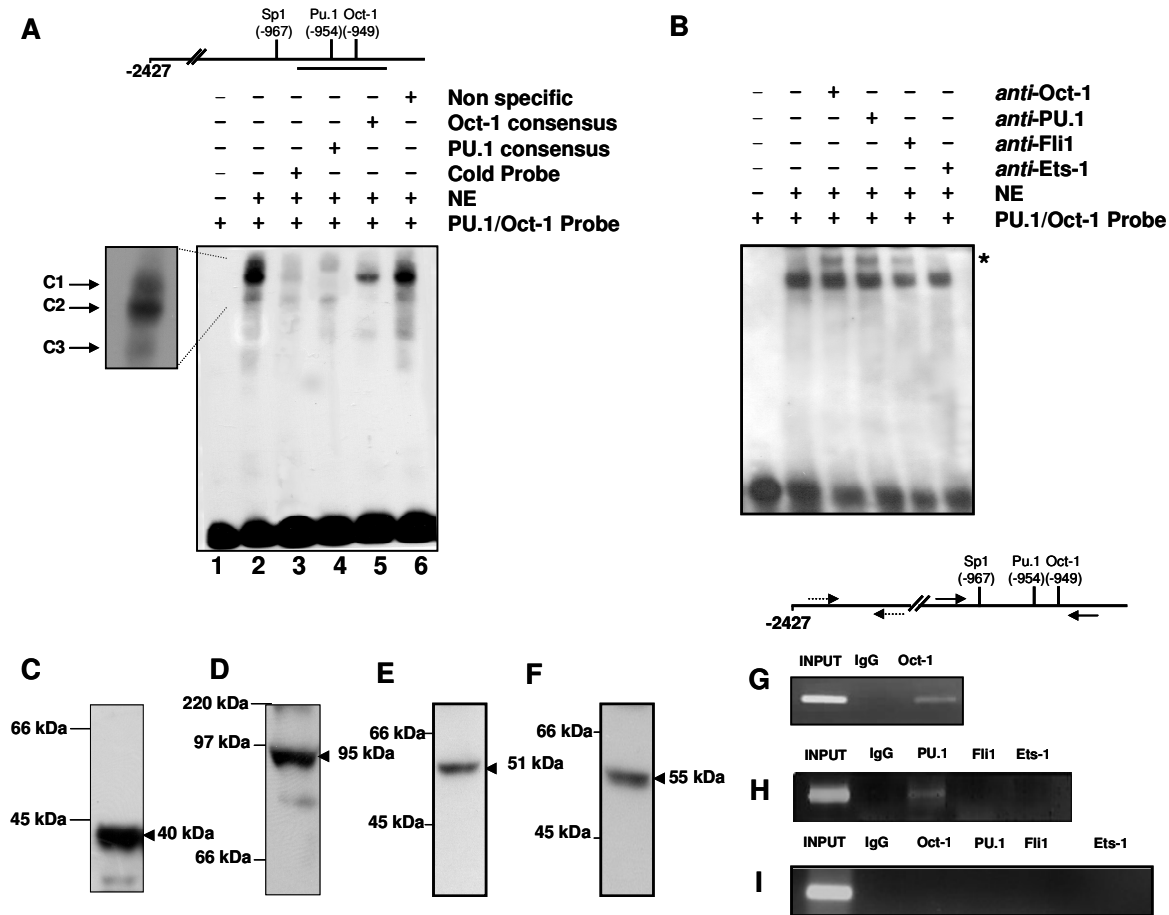 A
Sp1 Pu.1 Oct-1
(-967) (-954)(-949)
-2427
– – – – – + Non specific
– – – – + – Oct-1 consensus
– – – + – – PU.1 consensus
– – + – – – Cold Probe
– + + + + + NE
+ + + + + + PU.1/Oct-1 Probe
C1
C2
C3
1 2 3 4 5 6
B
– – + – – – anti-Oct-1
– – – + – – anti-PU.1
– – – – + – anti-Fli1
– – – – – + anti-Ets-1
– + + + + + NE
+ + + + + + PU.1/Oct-1 Probe
*
C
66 kDa
45 kDa
40 kDa
D
220 kDa
97 kDa
95 kDa
66 kDa
E
66 kDa
51 kDa
45 kDa
F
66 kDa
55 kDa
45 kDa
Sp1 Pu.1 Oct-1
(-967) (-954)(-949)
-2427
G
INPUT IgG Oct-1
H
INPUT IgG PU.1 Fli1 Ets-1
I
INPUT IgG Oct-1 PU.1 Fli1 Ets-1